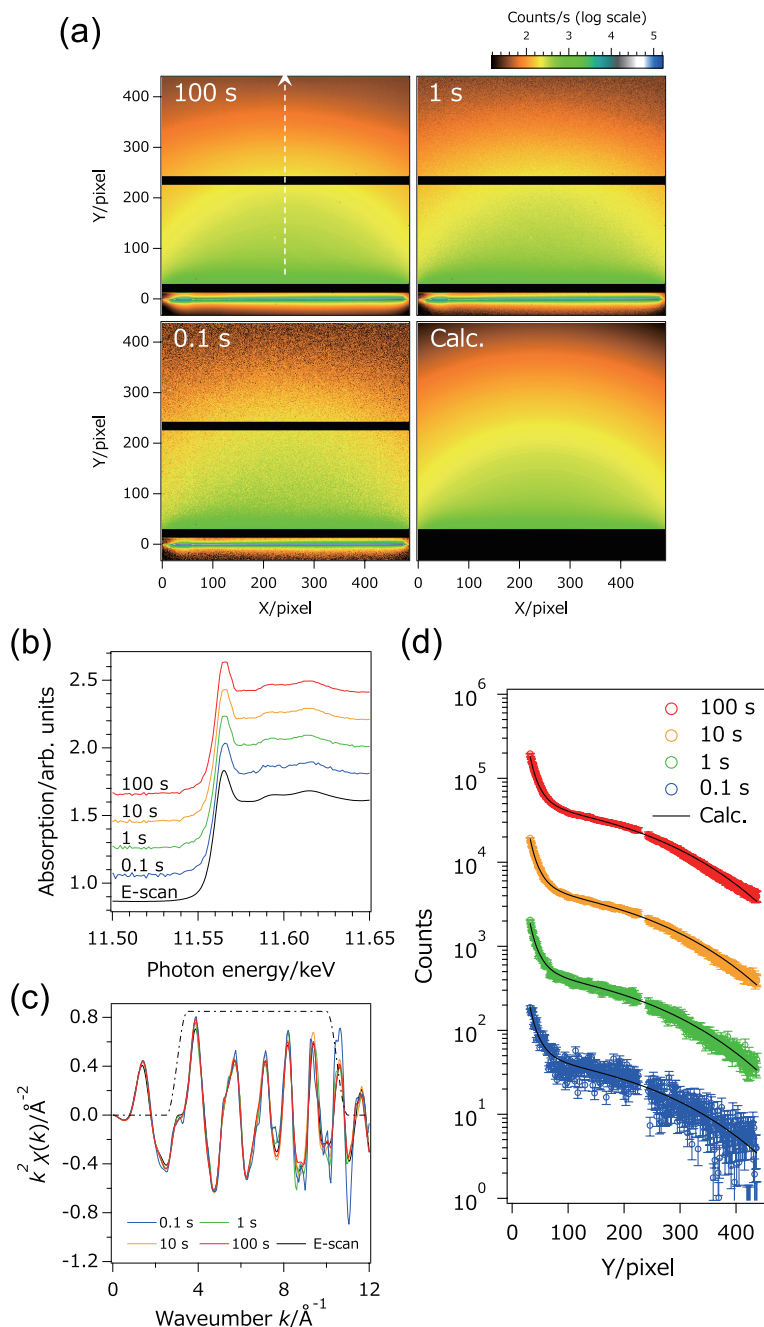 (a)
Counts/s (log scale)
2 3 4 5
100 s
1 s
400
300
200
100
0
Y/pixel
0.1 s
Calc.
400
300
200
100
0
Y/pixel
0 100 200 300 400
0 100 200 300 400
X/pixel
X/pixel
(b)
2.5
2.0
1.5
1.0
Absorption/arb. units
100 s
10 s
1 s
0.1 s
E-scan
11.50 11.55 11.60 11.65
Photon energy/keV
(c)
0.8
0.4
0.0
-0.4
-0.8
-1.2
k² χ(k)/Å⁻²
0.1 s
1 s
10 s
100 s
E-scan
0 2 4 6 8 10 12
Waveumber k/Å⁻¹
(d)
10⁶
10⁵
10⁴
10³
10²
10¹
10⁰
Counts
100 s
10 s
1 s
0.1 s
Calc.
0 100 200 300 400
Y/pixel